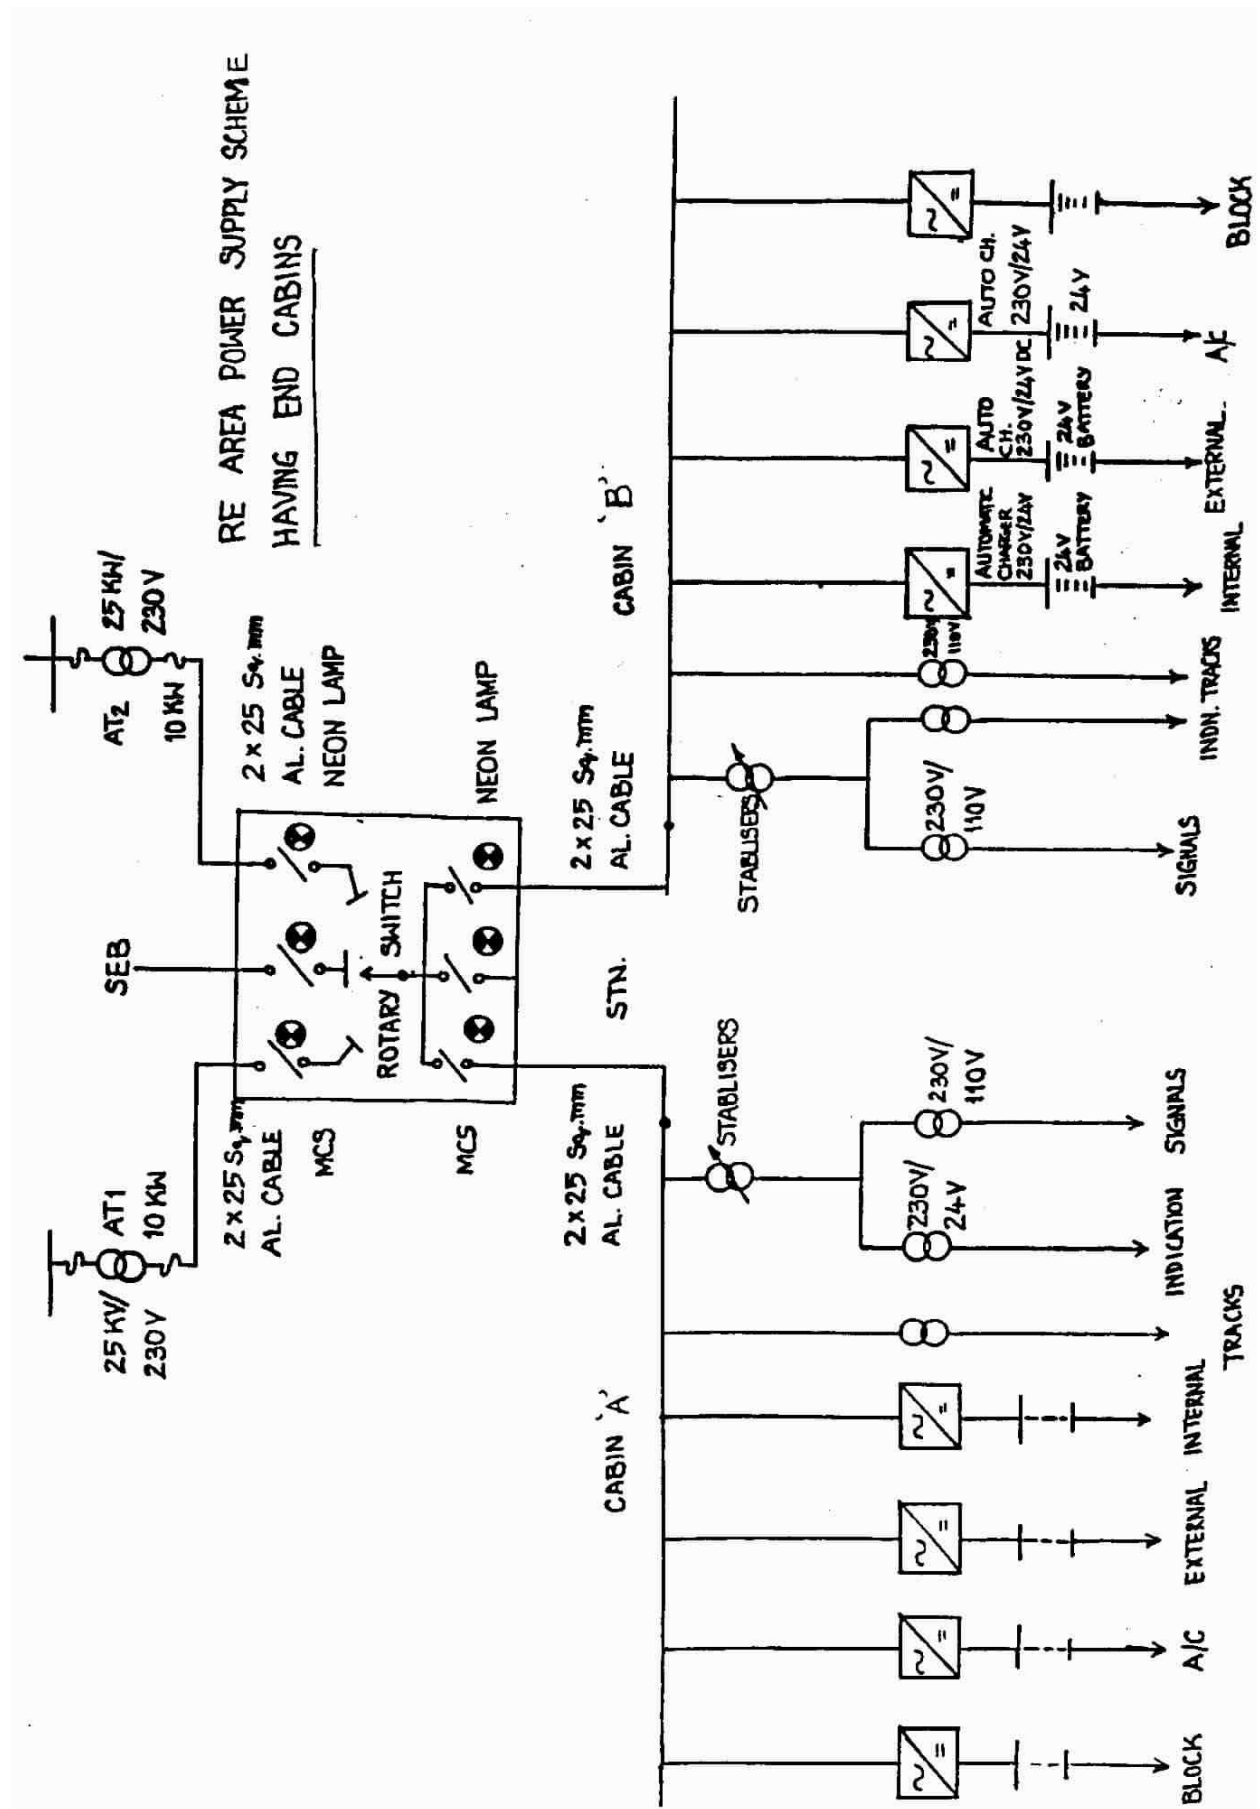 RE AREA POWER SUPPLY SCHEME
HAVING END CABINS
25 KV/
230V
AT1
10 KW
SEB
AT2
10 KW
25 KW/
230V
2 x 25 Sq.mm
AL. CABLE
MCS
2 x 25 Sq.mm
AL. CABLE
NEON LAMP
ROTARY SWITCH
MCS
NEON LAMP
2 x 25 Sq.mm
AL. CABLE
2 x 25 Sq.mm
AL. CABLE
CABIN 'A'
STN.
CABIN 'B'
STABLISERS
STABLISERS
230V/
24V
230V/
110V
230V/
110V
230V
110V
AUTOMATIC
CHARGER
230V/24V
AUTO
CH.
230V/24V DC
AUTO CH.
230V/24V
24V
BATTERY
24V
BATTERY
24V
BLOCK
A/C
EXTERNAL
INTERNAL
TRACKS
INDICATION
SIGNALS
SIGNALS
INDN.
TRACKS
INTERNAL
EXTERNAL.
A/C
BLOCK